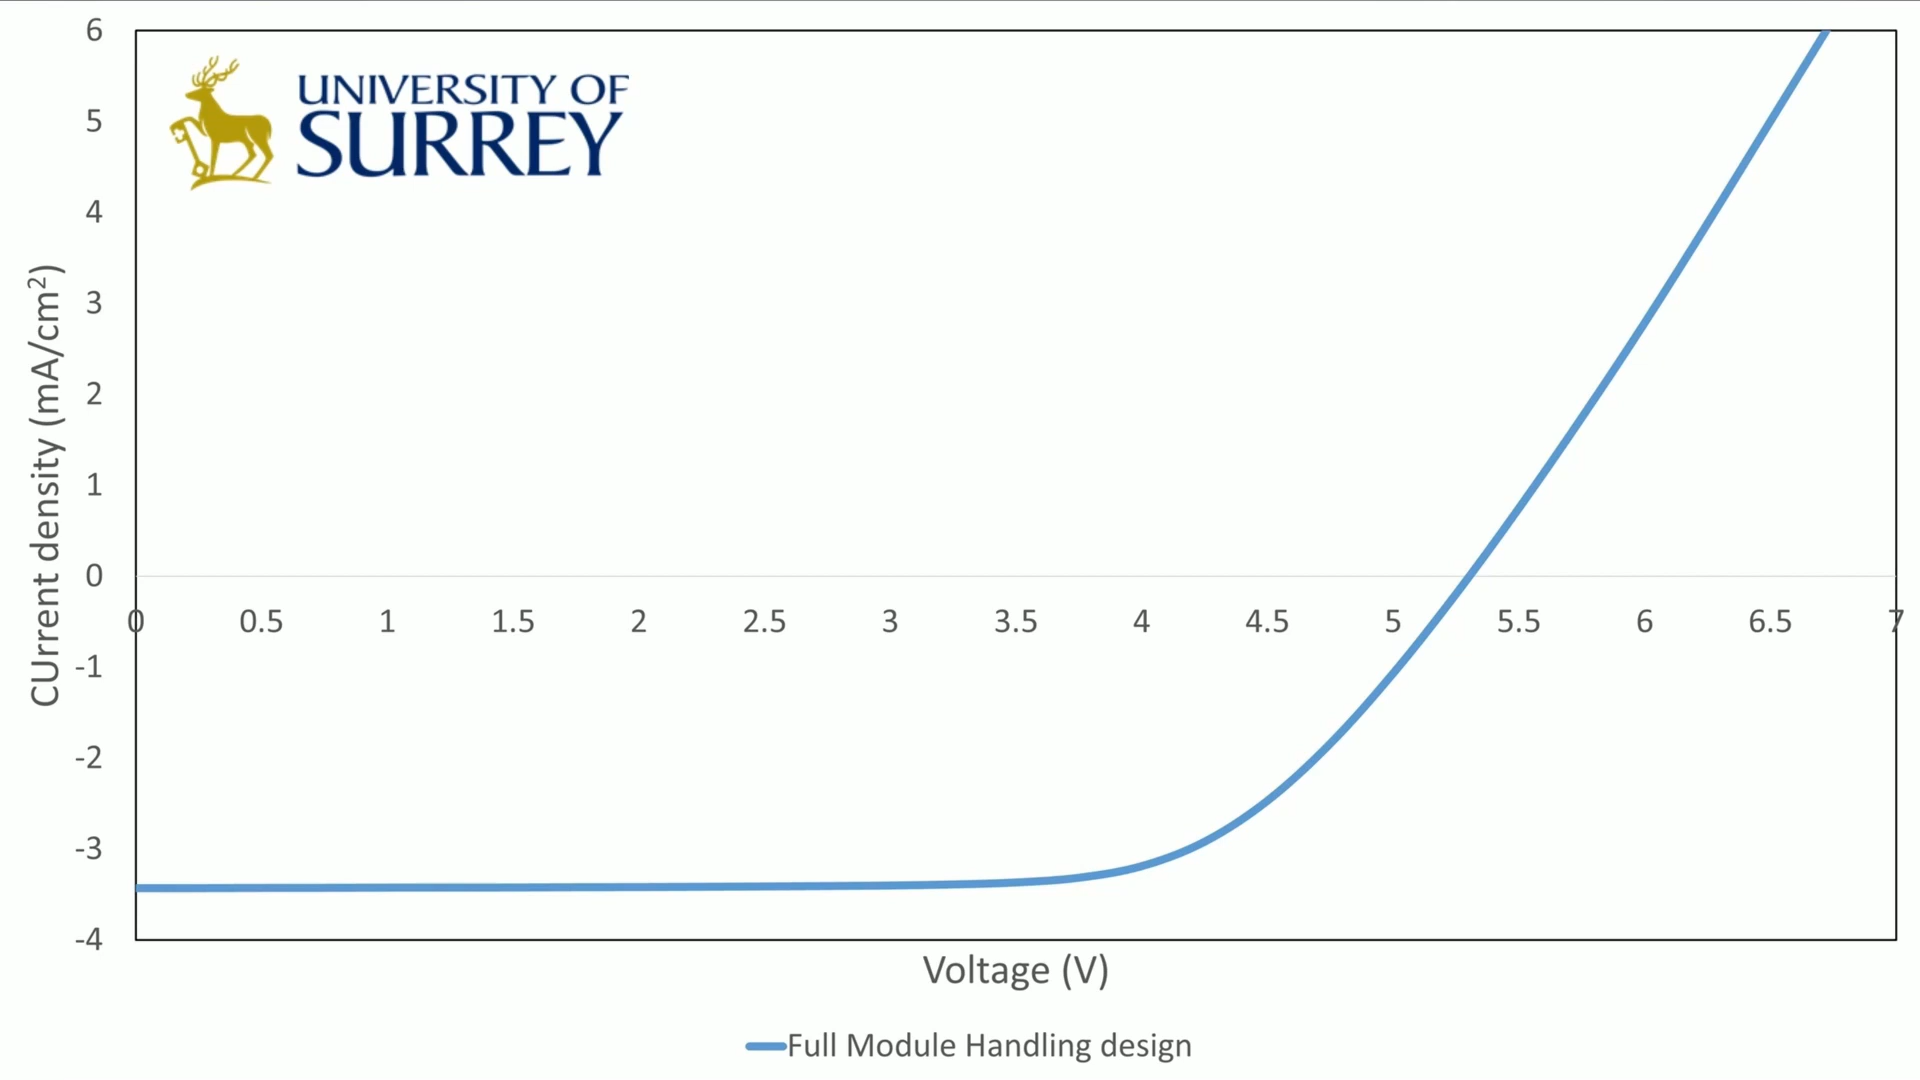 UNIVERSITY OF
SURREY
6
5
4
3
2
1
0
-1
-2
-3
-4
CUrrent density (mA/cm²)
0 0.5 1 1.5 2 2.5 3 3.5 4 4.5 5 5.5 6 6.5 7
Voltage (V)
Full Module Handling design